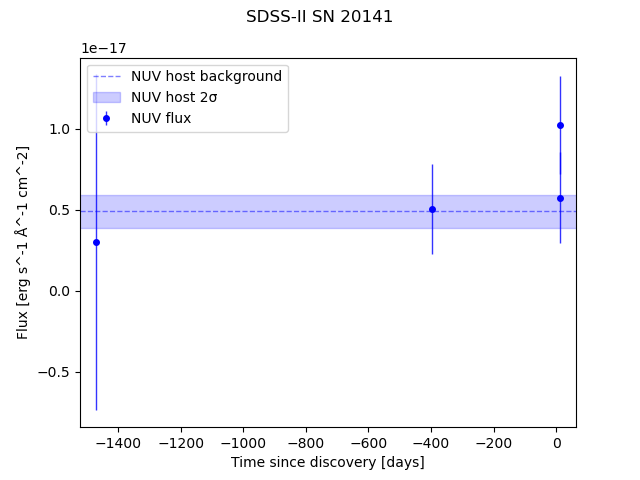 SDSS-II SN 20141
1e−17
NUV host background
NUV host 2σ
NUV flux
1.0
0.5
0.0
−0.5
Flux [erg s^-1 Å^-1 cm^-2]
−1400 −1200 −1000 −800 −600 −400 −200 0
Time since discovery [days]